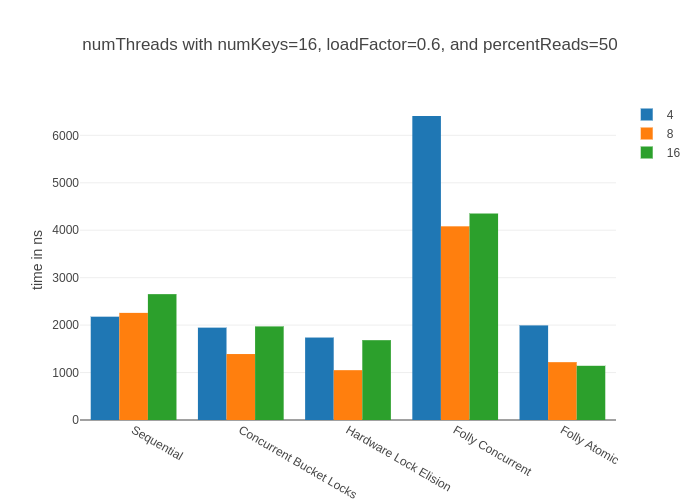 numThreads with numKeys=16, loadFactor=0.6, and percentReads=50
4
8
16
time in ns
6000
5000
4000
3000
2000
1000
0
Sequential
Concurrent Bucket Locks
Hardware Lock Elision
Folly Concurrent
Folly Atomic